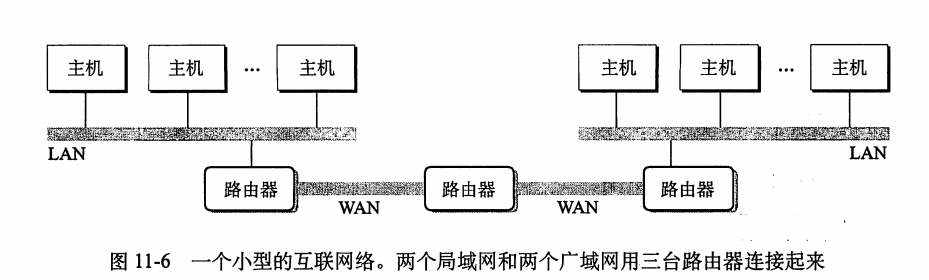 主机 主机 … 主机 主机 主机 … 主机
LAN LAN
路由器 路由器 路由器
WAN WAN
图 11-6 一个小型的互联网络。两个局域网和两个广域网用三台路由器连接起来